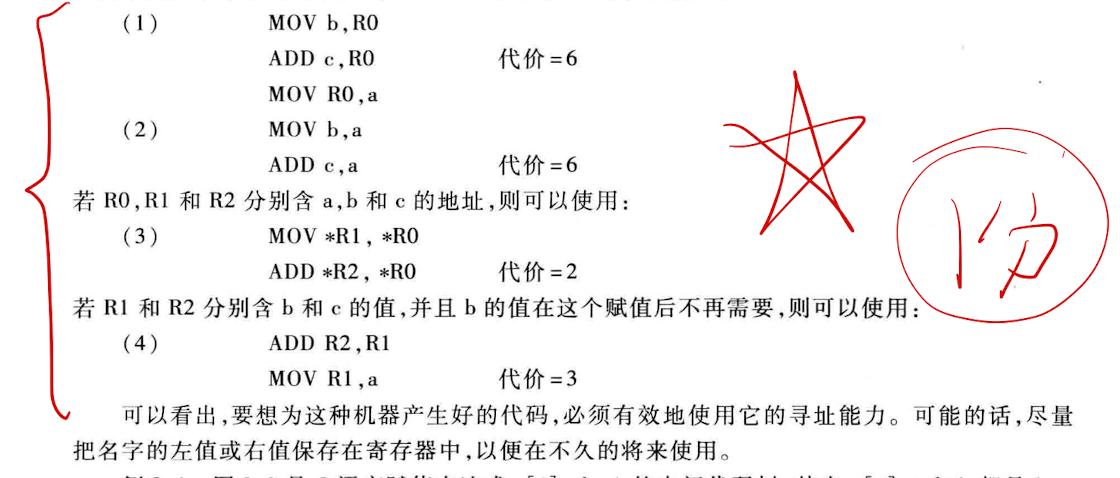 (1) MOV b,R0
ADD c,R0 代价=6
MOV R0,a
(2) MOV b,a
ADD c,a 代价=6
若 R0,R1 和 R2 分别含 a,b 和 c 的地址,则可以使用:
(3) MOV *R1, *R0
ADD *R2, *R0 代价=2
若 R1 和 R2 分别含 b 和 c 的值,并且 b 的值在这个赋值后不再需要,则可以使用:
(4) ADD R2,R1
MOV R1,a 代价=3
可以看出,要想为这种机器产生好的代码,必须有效地使用它的寻址能力。可能的话,尽量
把名字的左值或右值保存在寄存器中,以便在不久的将来使用。